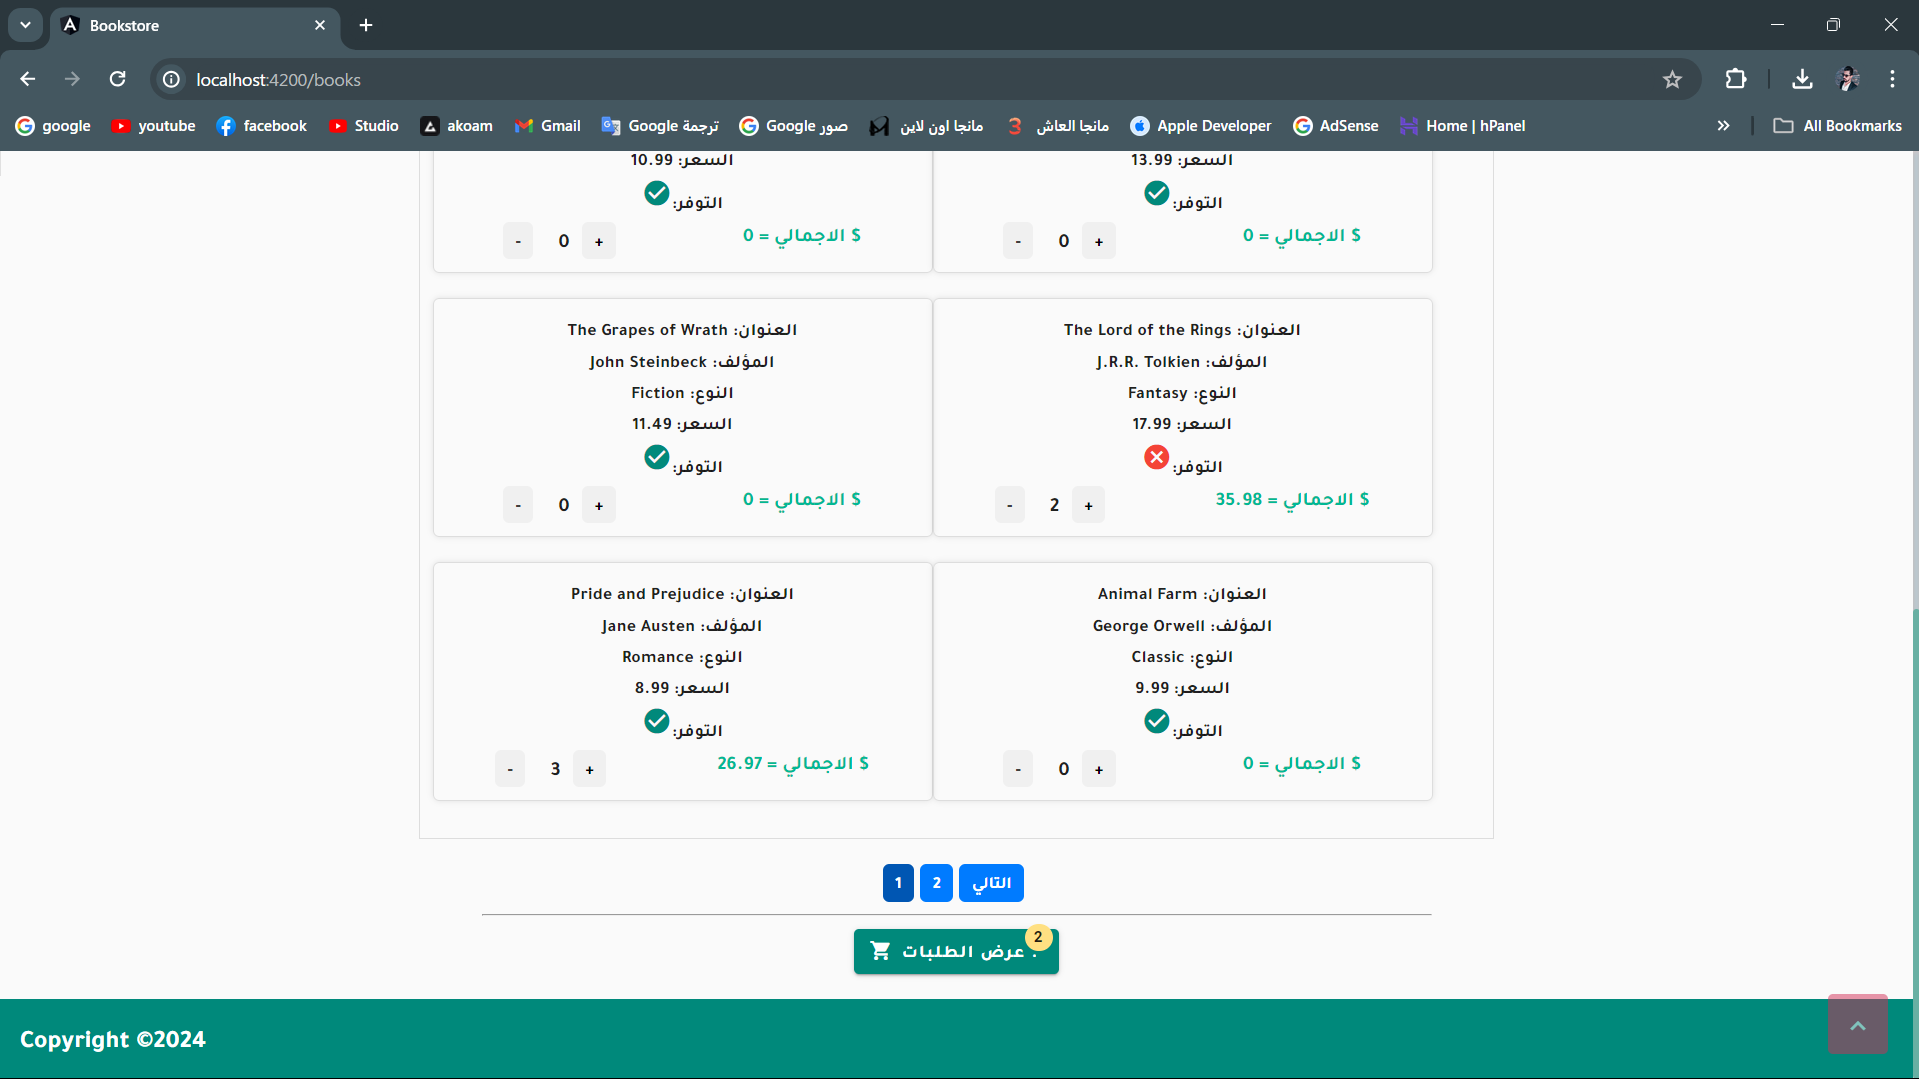 Bookstore
localhost:4200/books
google youtube facebook Studio akoam Gmail ترجمة Google صور Google مانجا اون لاين مانجا العاش Apple Developer AdSense Home | hPanel » All Bookmarks
السعر: 10.99
التوفر:
$ الاجمالي = 0
- 0 +
السعر: 13.99
التوفر:
$ الاجمالي = 0
- 0 +
العنوان: The Grapes of Wrath
المؤلف: John Steinbeck
النوع: Fiction
السعر: 11.49
التوفر:
$ الاجمالي = 0
- 0 +
العنوان: The Lord of the Rings
المؤلف: J.R.R. Tolkien
النوع: Fantasy
السعر: 17.99
التوفر:
$ الاجمالي = 35.98
- 2 +
العنوان: Pride and Prejudice
المؤلف: Jane Austen
النوع: Romance
السعر: 8.99
التوفر:
$ الاجمالي = 26.97
- 3 +
العنوان: Animal Farm
المؤلف: George Orwell
النوع: Classic
السعر: 9.99
التوفر:
$ الاجمالي = 0
- 0 +
1 2 التالي
2
: عرض الطلبات
Copyright ©2024